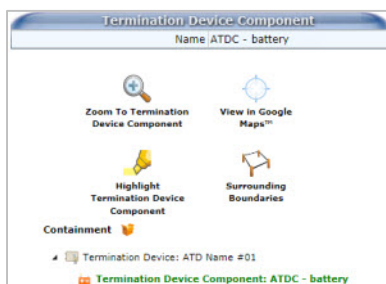 Termination Device Component
Name ATDC - battery
Zoom To Termination
Device Component
View in Google
Maps™
Highlight
Termination Device
Component
Surrounding
Boundaries
Containment
Termination Device: ATD Name #01
Termination Device Component: ATDC - battery